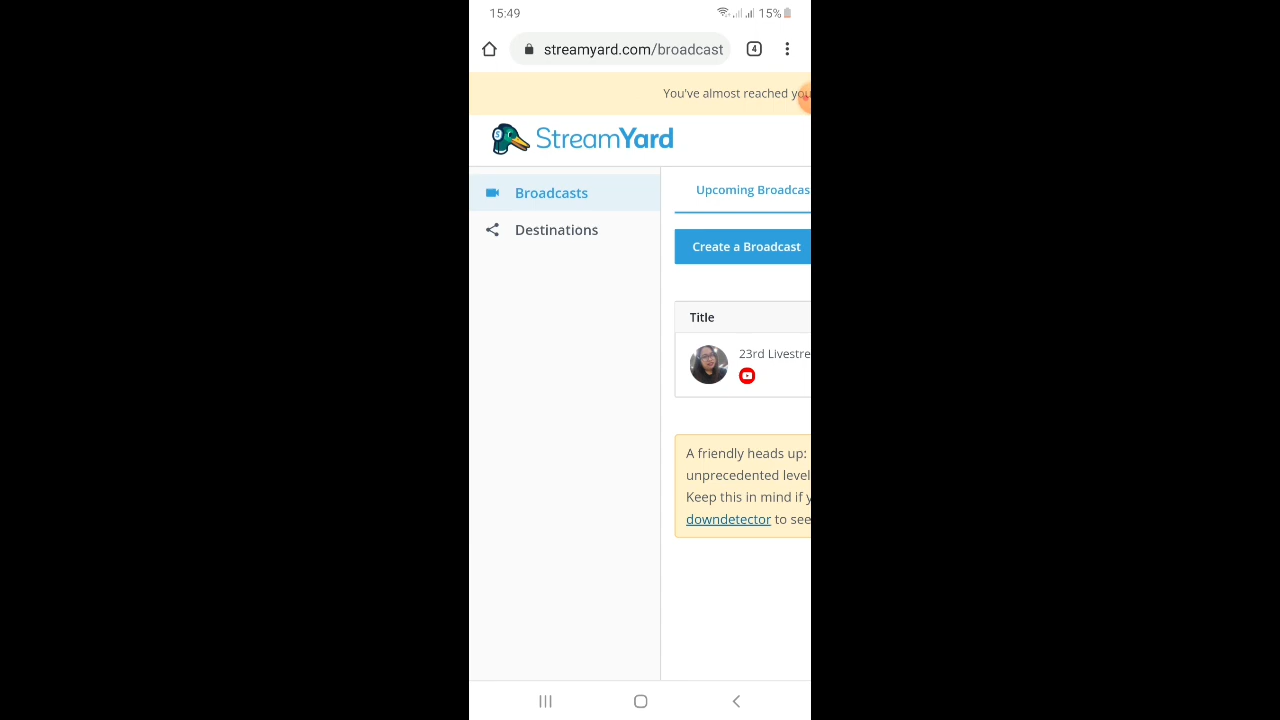 15:49
15%
streamyard.com/broadcast
4
You've almost reached you
StreamYard
Broadcasts
Destinations
Upcoming Broadcas
Create a Broadcast
Title
23rd Livestre
A friendly heads up:
unprecedented level
Keep this in mind if y
downdetector to see